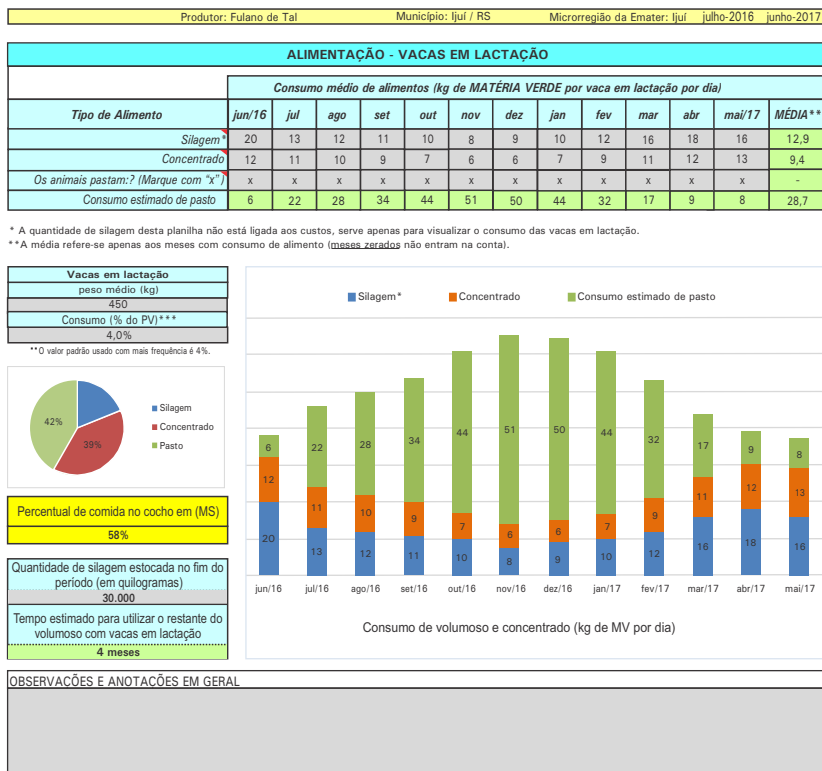 Produtor: Fulano de Tal Município: Ijuí / RS Microrregião da Emater: Ijuí julho-2016 junho-2017
ALIMENTAÇÃO - VACAS EM LACTAÇÃO
Consumo médio de alimentos (kg de MATÉRIA VERDE por vaca em lactação por dia)
Tipo de Alimento jun/16 jul ago set out nov dez jan fev mar abr mai/17 MÉDIA**
Silagem* 20 13 12 11 10 8 9 10 12 16 18 16 12,9
Concentrado 12 11 10 9 7 6 6 7 9 11 12 13 9,4
Os animais pastam:? (Marque com "x") x x x x x x x x x x x x -
Consumo estimado de pasto 6 22 28 34 44 51 50 44 32 17 9 8 28,7
* A quantidade de silagem desta planilha não está ligada aos custos, serve apenas para visualizar o consumo das vacas em lactação.
**A média refere-se apenas aos meses com consumo de alimento (meses zerados não entram na conta).
Vacas em lactação
peso médio (kg)
450
Consumo (% do PV)***
4,0%
**O valor padrão usado com mais frequência é 4%.
42%
39%
Silagem
Concentrado
Pasto
Percentual de comida no cocho em (MS)
58%
Quantidade de silagem estocada no fim do
período (em quilogramas)
30.000
Tempo estimado para utilizar o restante do
volumoso com vacas em lactação
4 meses
Silagem* Concentrado Consumo estimado de pasto
6 22 28 34 44 51 50 44 32 17 9 8
12 11 10 9 7 6 6 7 9 11 12 13
20 13 12 11 10 8 9 10 12 16 18 16
jun/16 jul/16 ago/16 set/16 out/16 nov/16 dez/16 jan/17 fev/17 mar/17 abr/17 mai/17
Consumo de volumoso e concentrado (kg de MV por dia)
OBSERVAÇÕES E ANOTAÇÕES EM GERAL